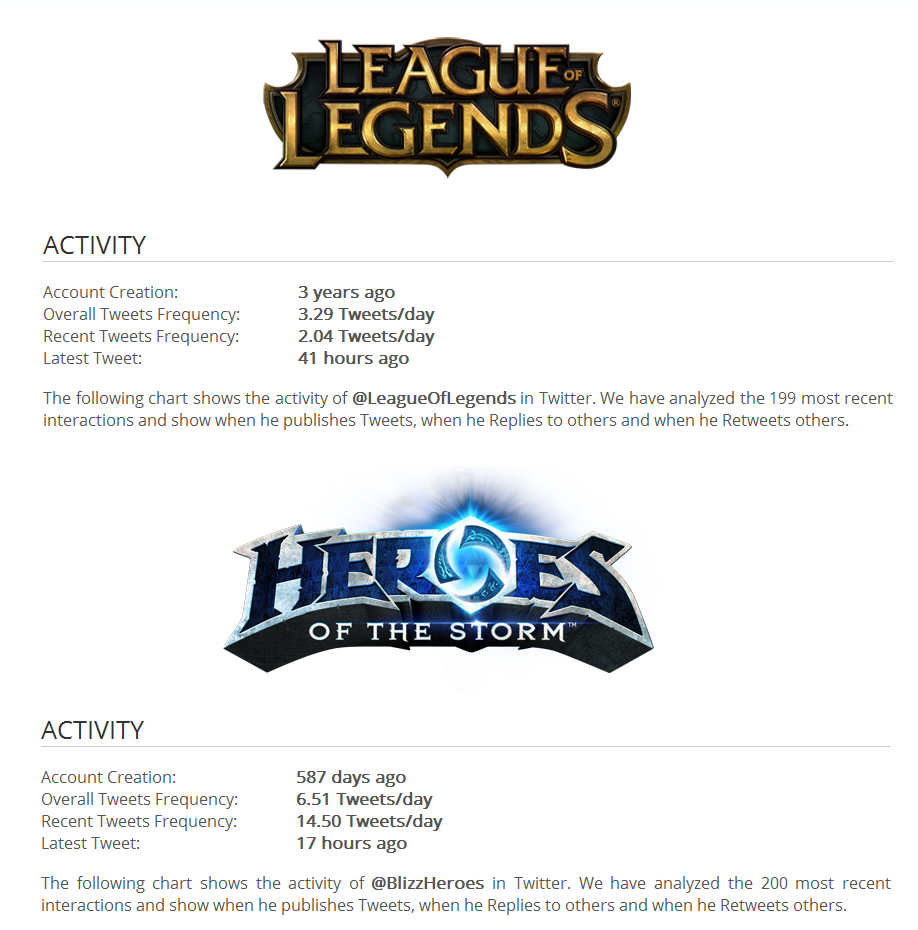 LEAGUE OF
LEGENDS®
ACTIVITY
Account Creation: 3 years ago
Overall Tweets Frequency: 3.29 Tweets/day
Recent Tweets Frequency: 2.04 Tweets/day
Latest Tweet: 41 hours ago
The following chart shows the activity of @LeagueOfLegends in Twitter. We have analyzed the 199 most recent
interactions and show when he publishes Tweets, when he Replies to others and when he Retweets others.
HEROES
OF THE STORM™
ACTIVITY
Account Creation: 587 days ago
Overall Tweets Frequency: 6.51 Tweets/day
Recent Tweets Frequency: 14.50 Tweets/day
Latest Tweet: 17 hours ago
The following chart shows the activity of @BlizzHeroes in Twitter. We have analyzed the 200 most recent
interactions and show when he publishes Tweets, when he Replies to others and when he Retweets others.